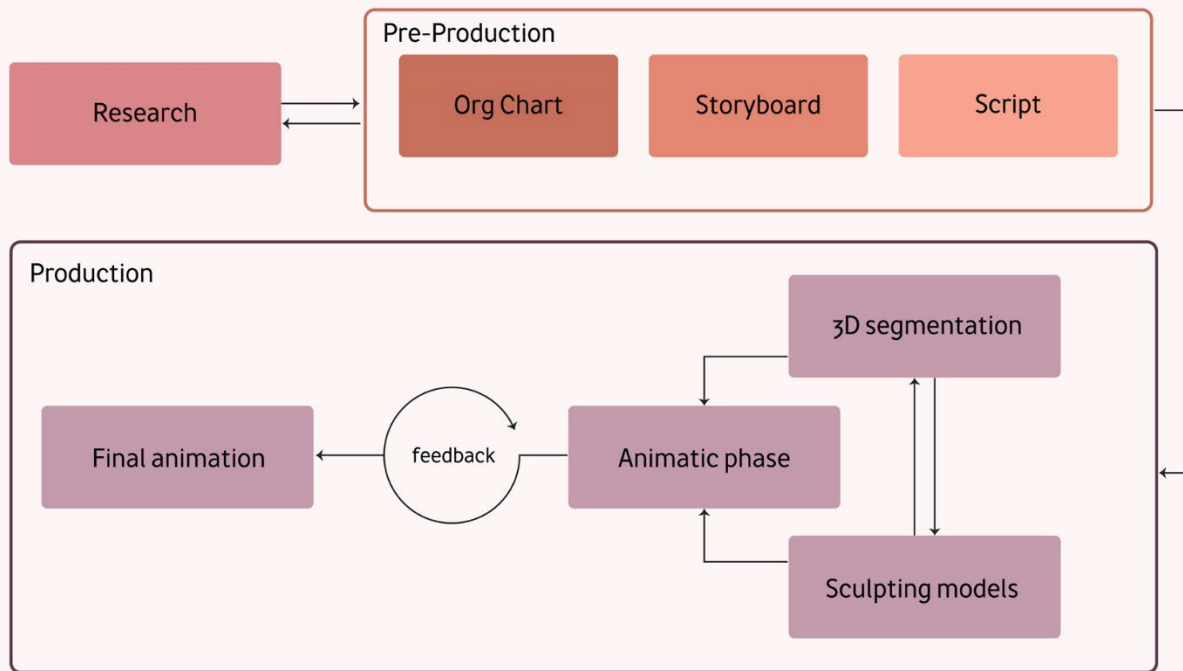 Pre-Production
Research
Org Chart
Storyboard
Script
Production
3D segmentation
Final animation
feedback
Animatic phase
Sculpting models